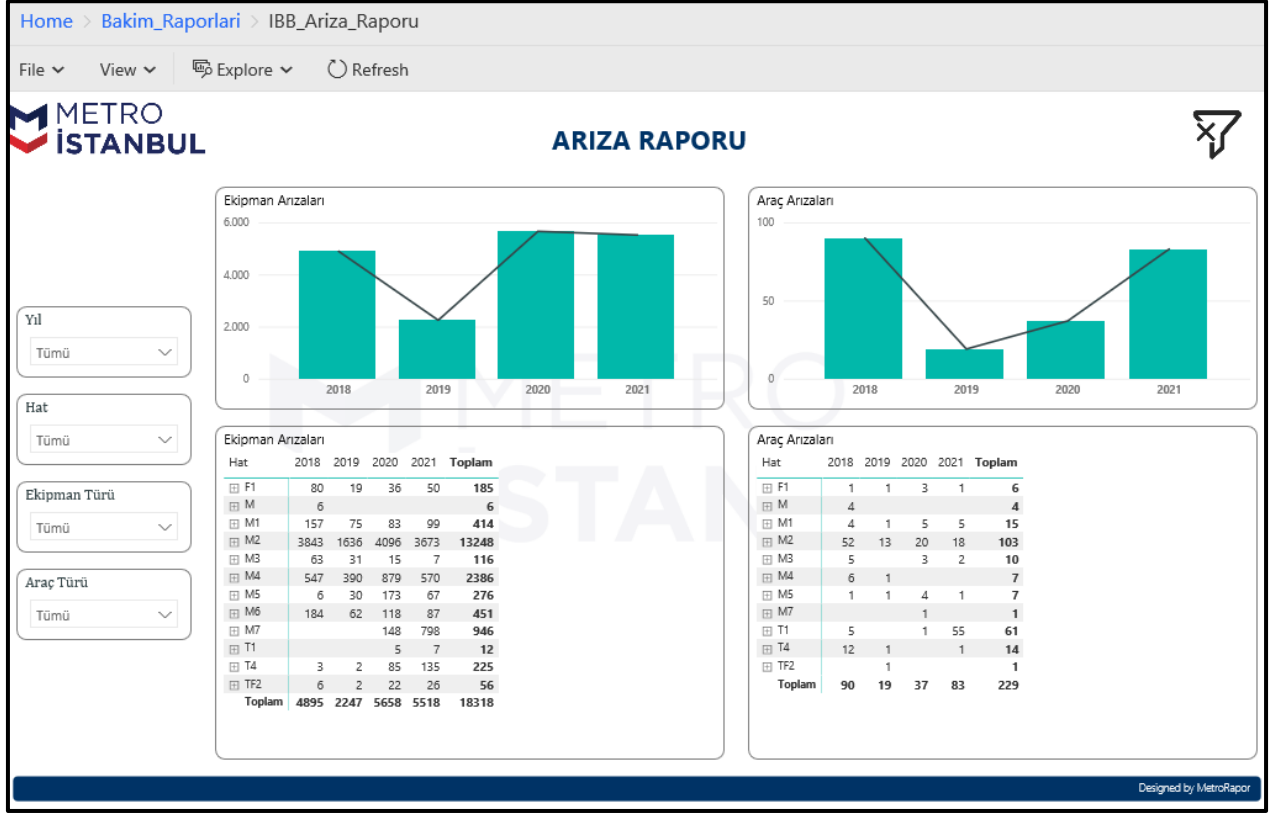 Home > Bakim_Raporlari > IBB_Ariza_Raporu
File View Explore Refresh
METRO
İSTANBUL
ARIZA RAPORU
Yıl
Tümü
Hat
Tümü
Ekipman Türü
Tümü
Araç Türü
Tümü
Ekipman Arızaları
6.000
4.000
2.000
0
2018 2019 2020 2021
Araç Arızaları
100
50
0
2018 2019 2020 2021
Ekipman Arızaları
Hat 2018 2019 2020 2021 Toplam
F1 80 19 36 50 185
M 6 6
M1 157 75 83 99 414
M2 3843 1636 4096 3673 13248
M3 63 31 15 7 116
M4 547 390 879 570 2386
M5 6 30 173 67 276
M6 184 62 118 87 451
M7 148 798 946
T1 5 7 12
T4 3 2 85 135 225
TF2 6 2 22 26 56
Toplam 4895 2247 5658 5518 18318
Araç Arızaları
Hat 2018 2019 2020 2021 Toplam
F1 1 1 3 1 6
M 4 4
M1 4 1 5 5 15
M2 52 13 20 18 103
M3 5 3 2 10
M4 6 1 7
M5 1 1 4 1 7
M7 1 1
T1 5 1 55 61
T4 12 1 1 14
TF2 1 1
Toplam 90 19 37 83 229
METRO
İSTAN
Designed by MetroRapor